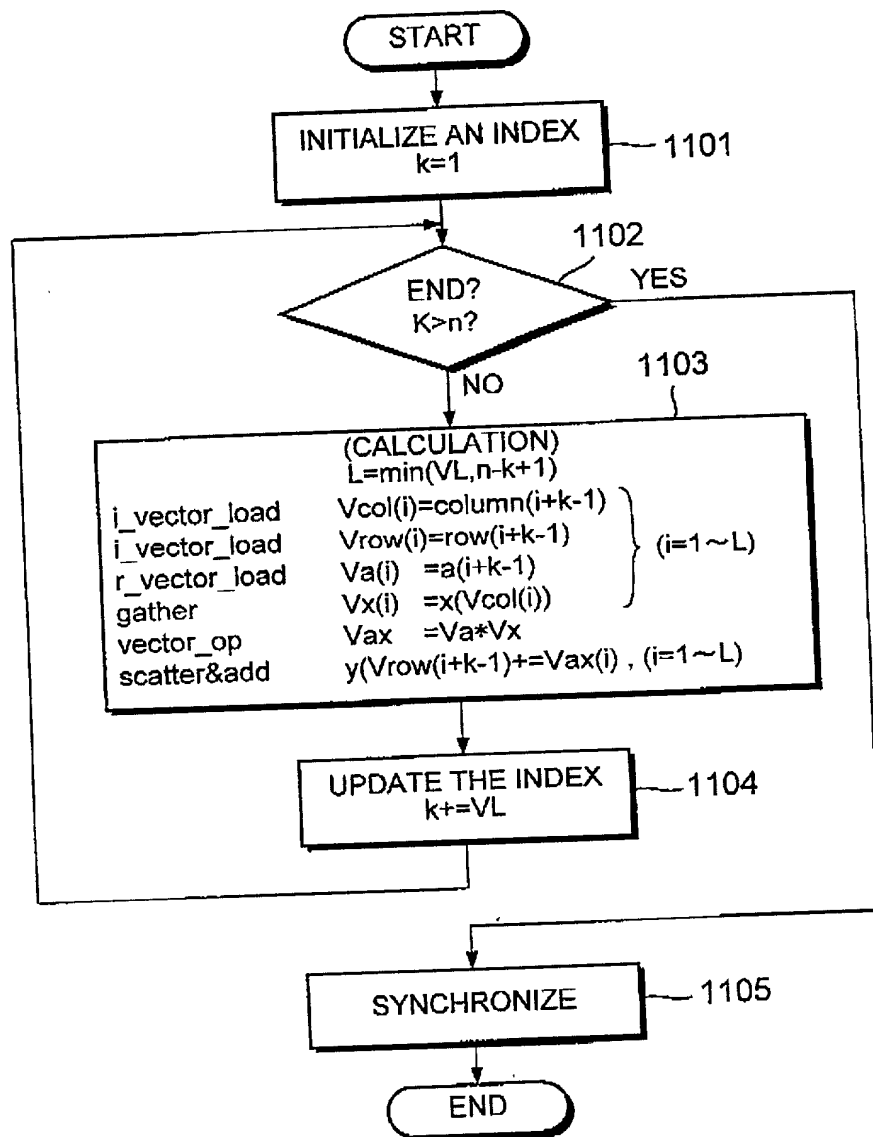 START
INITIALIZE AN INDEX
k=1
1101
1102
END?
K>n?
YES
NO
1103
(CALCULATION)
L=min(VL,n-k+1)
i_vector_load Vcol(i)=column(i+k-1)
i_vector_load Vrow(i)=row(i+k-1)
r_vector_load Va(i) =a(i+k-1)
gather Vx(i) =x(Vcol(i))
(i=1～L)
vector_op Vax =Va*Vx
scatter&add y(Vrow(i+k-1)+=Vax(i) , (i=1～L)
UPDATE THE INDEX
k+=VL
1104
SYNCHRONIZE
1105
END